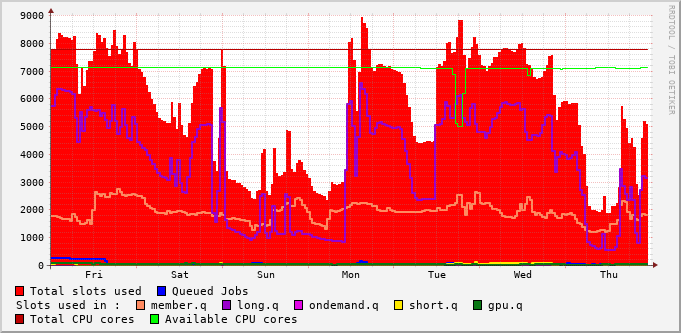 9000
8000
7000
6000
5000
4000
3000
2000
1000
0
Fri Sat Sun Mon Tue Wed Thu
RRDTOOL / TOBI OETIKER
Total slots used Queued Jobs
Slots used in : member.q long.q ondemand.q short.q gpu.q
Total CPU cores Available CPU cores